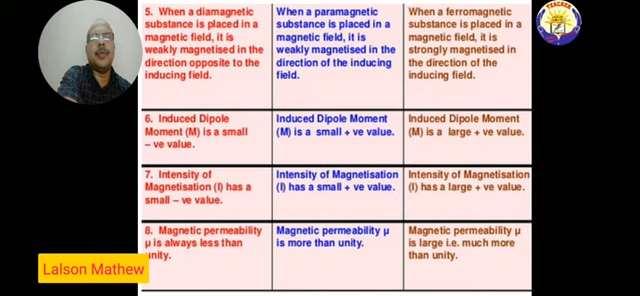 TEACHER
5. When a diamagnetic
substance is placed in a
magnetic field, it is
weakly magnetised in the
direction opposite to the
inducing field.
When a paramagnetic
substance is placed in a
magnetic field, it is
weakly magnetised in the
direction of the inducing
field.
When a ferromagnetic
substance is placed in a
magnetic field, it is
strongly magnetised in
the direction of the
inducing field.
6. Induced Dipole
Moment (M) is a small
– ve value.
Induced Dipole Moment
(M) is a small + ve value.
Induced Dipole Moment
(M) is a large + ve value.
7. Intensity of
Magnetisation (I) has a
small – ve value.
Intensity of Magnetisation
(I) has a small + ve value.
Intensity of Magnetisation
(I) has a large + ve value.
8. Magnetic permeability
μ is always less than
unity.
Magnetic permeability μ
is more than unity.
Magnetic permeability μ
is large i.e. much more
than unity.
Lalson Mathew